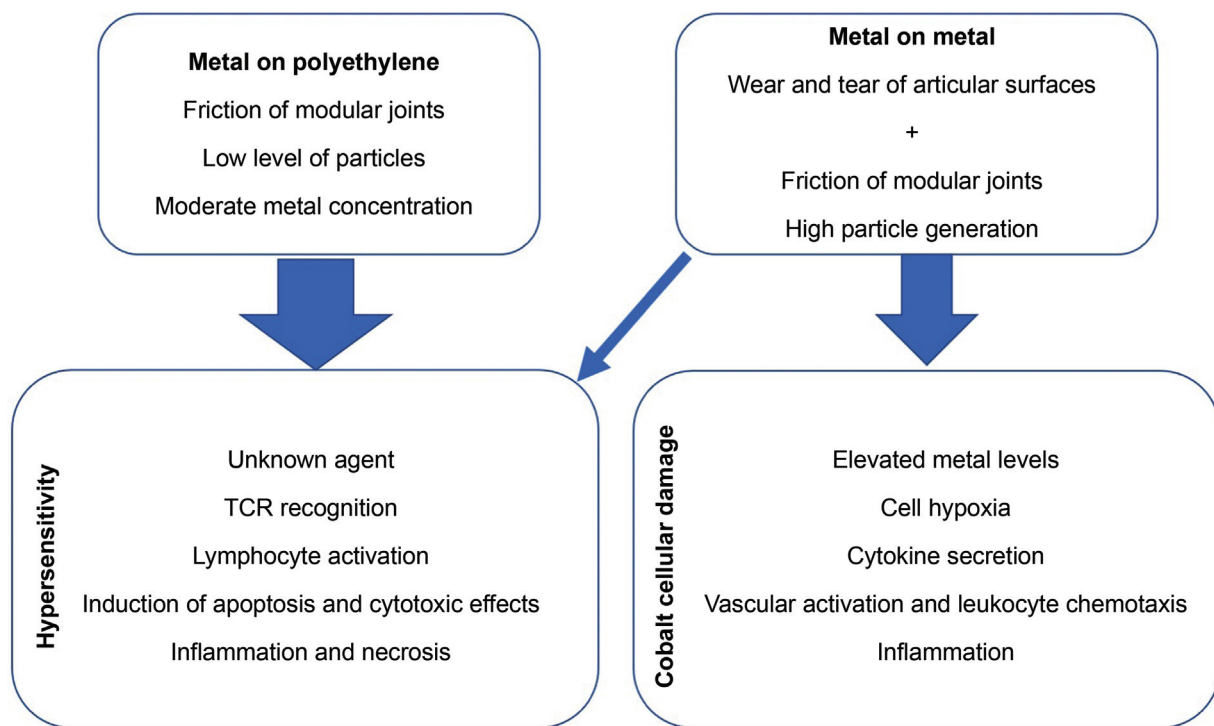 Metal on polyethylene
Friction of modular joints
Low level of particles
Moderate metal concentration
Metal on metal
Wear and tear of articular surfaces
+
Friction of modular joints
High particle generation
Hypersensitivity
Unknown agent
TCR recognition
Lymphocyte activation
Induction of apoptosis and cytotoxic effects
Inflammation and necrosis
Cobalt cellular damage
Elevated metal levels
Cell hypoxia
Cytokine secretion
Vascular activation and leukocyte chemotaxis
Inflammation